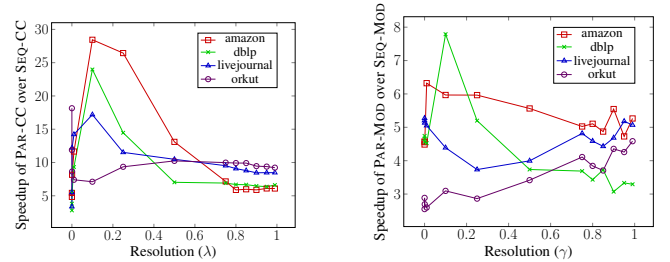 Speedup of PAR-CC over SEQ-CC
30
25
20
15
10
5
0
0.2
0.4
0.6
0.8
1
Resolution (λ)
amazon
dblp
livejournal
orkut
Speedup of PAR-MOD over SEQ-MOD
8
7
6
5
4
3
0
0.2
0.4
0.6
0.8
1
Resolution (γ)
amazon
dblp
livejournal
orkut